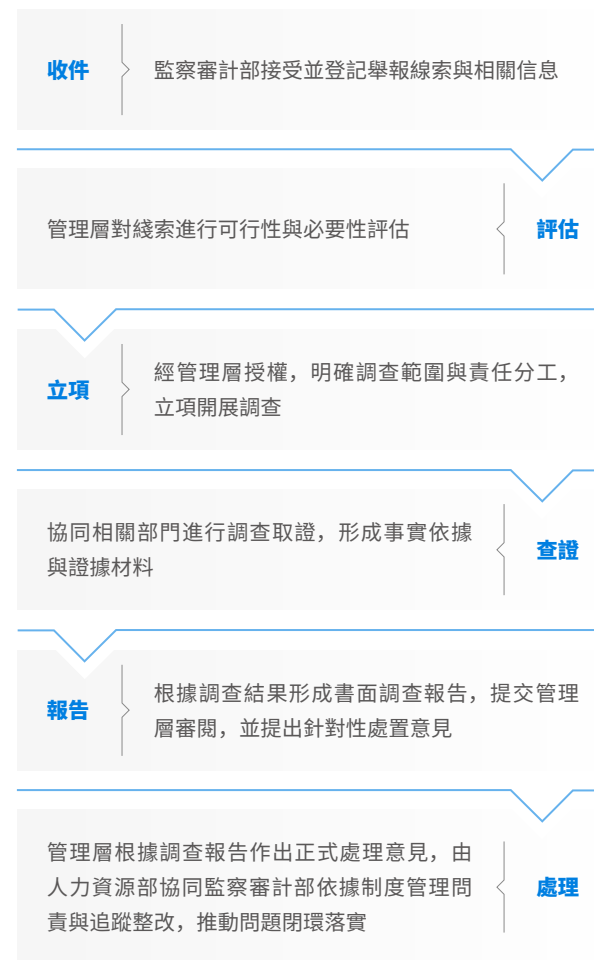 收件
監察審計部接受並登記舉報線索與相關信息
管理層對綫索進行可行性與必要性評估
評估
立項
經管理層授權，明確調查範圍與責任分工，
立項開展調查
協同相關部門進行調查取證，形成事實依據
與證據材料
查證
報告
根據調查結果形成書面調查報告，提交管理
層審閱，並提出針對性處置意見
管理層根據調查報告作出正式處理意見，由
人力資源部協同監察審計部依據制度管理問
責與追蹤整改，推動問題閉環落實
處理